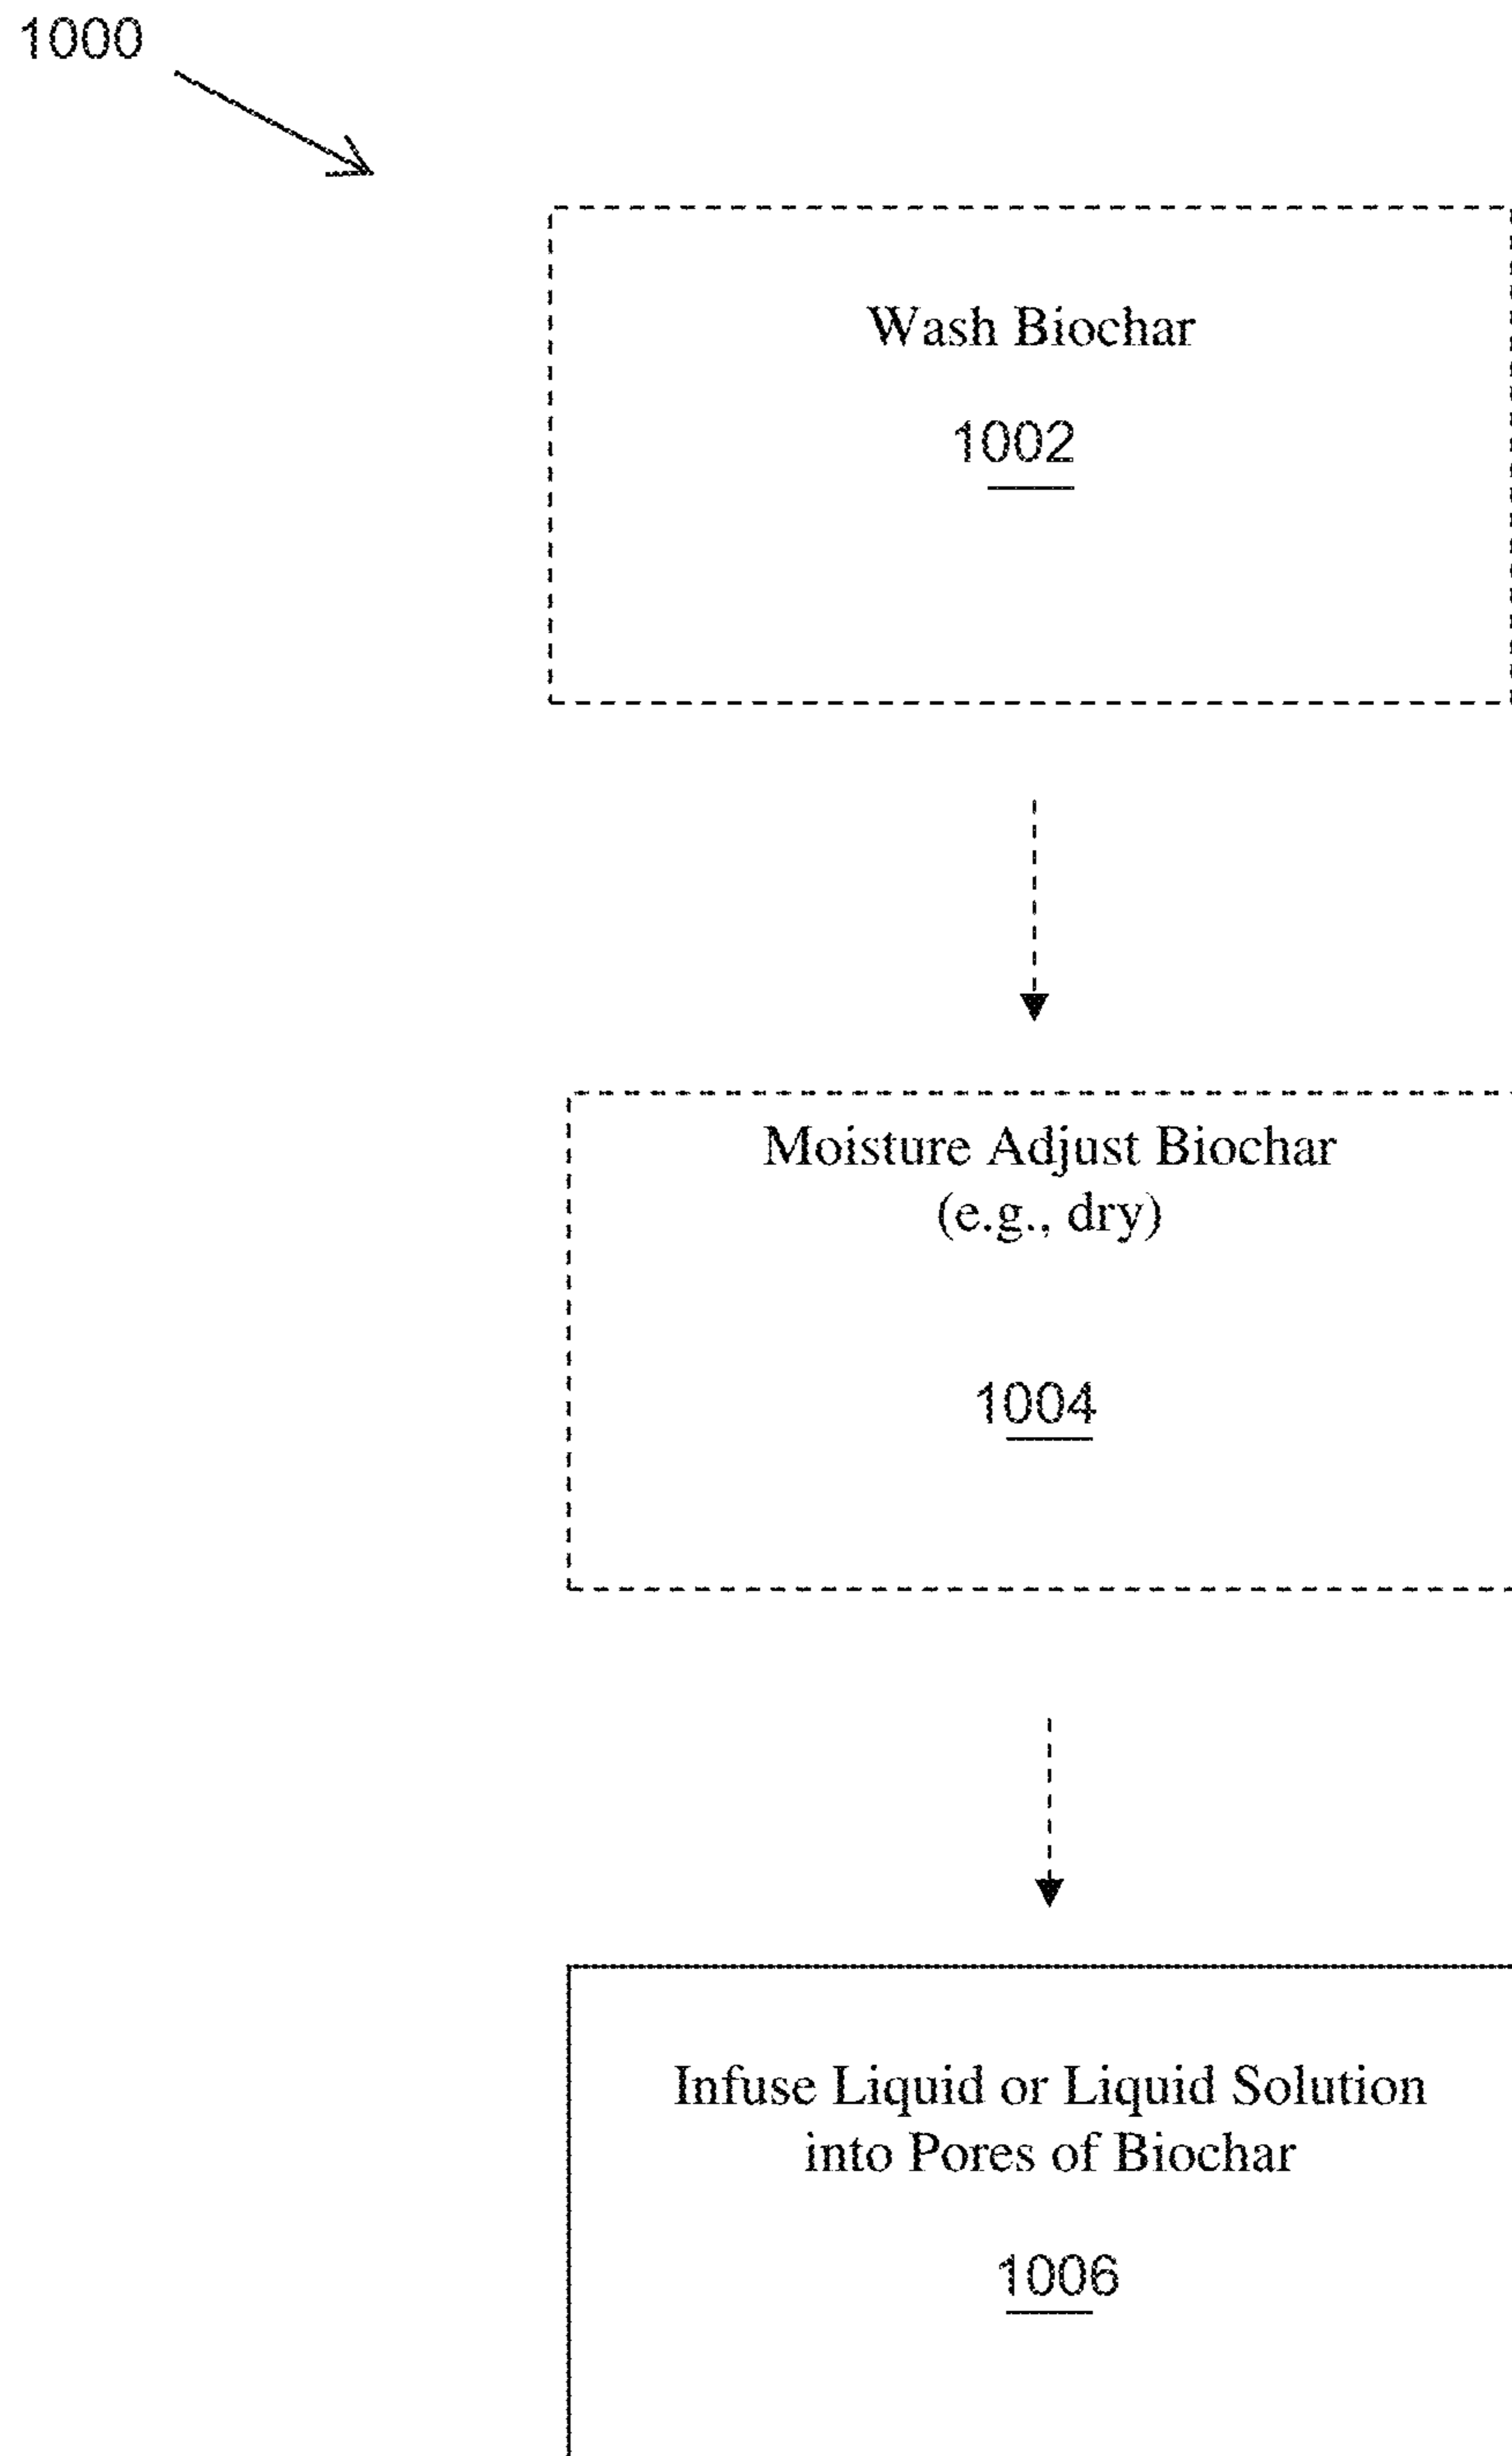 1000
Wash Biochar
1002
Moisture Adjust Biochar
(e.g., dry)
1004
Infuse Liquid or Liquid Solution
into Pores of Biochar
1006